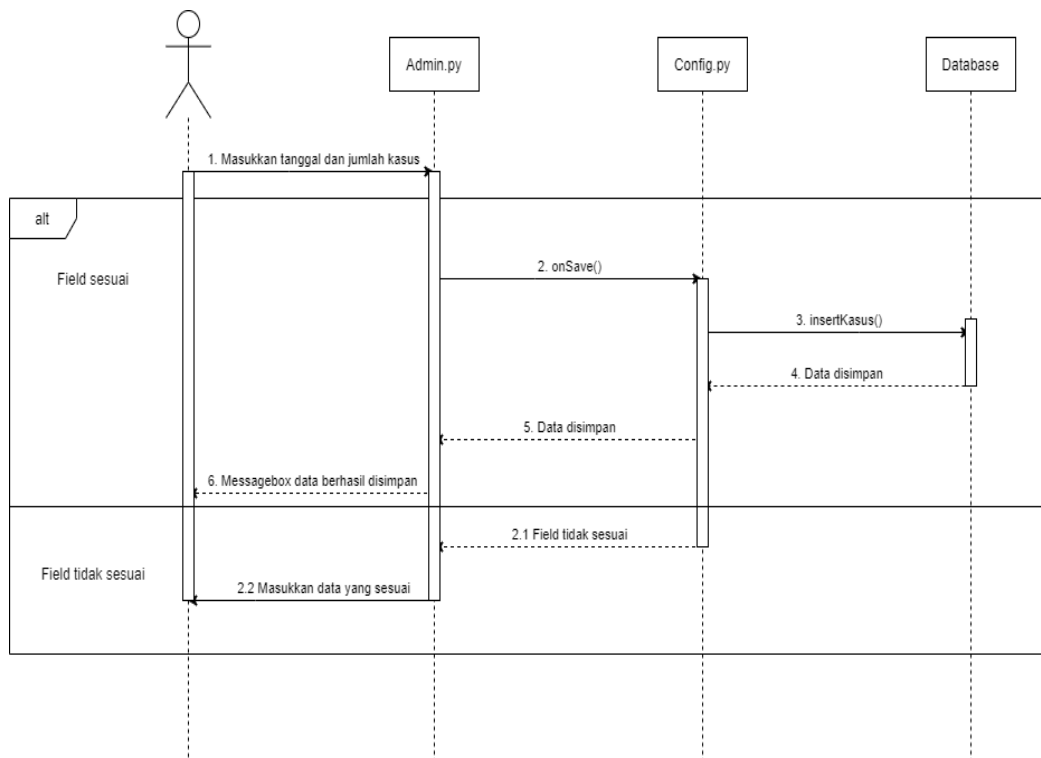 Admin.py
Config.py
Database
1. Masukkan tanggal dan jumlah kasus
alt
Field sesuai
2. onSave()
3. insertKasus()
4. Data disimpan
5. Data disimpan
6. Messagebox data berhasil disimpan
2.1 Field tidak sesuai
Field tidak sesuai
2.2 Masukkan data yang sesuai